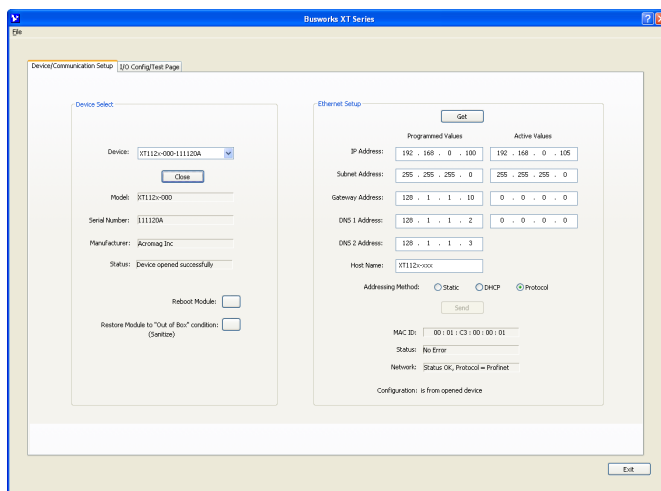 Busworks XT Series
File
Device/Communication Setup
I/O Config/Test Page
Device Select
Device: XT112x-000-111120A
Close
Model: XT112x-000
Serial Number: 111120A
Manufacturer: Acromag Inc
Status: Device opened successfully
Reboot Module:
Restore Module to "Out of Box" condition:
(Sanitize)
Ethernet Setup
Get
Programmed Values Active Values
IP Address: 192 . 168 . 0 . 100 192 . 168 . 0 . 105
Subnet Address: 255 . 255 . 255 . 0 255 . 255 . 255 . 0
Gateway Address: 128 . 1 . 1 . 10 0 . 0 . 0 . 0
DNS 1 Address: 128 . 1 . 1 . 2 0 . 0 . 0 . 0
DNS 2 Address: 128 . 1 . 1 . 3
Host Name: XT112x-xxx
Addressing Method: Static DHCP Protocol
Send
MAC ID: 00 : 01 : C3 : 00 : 00 : 01
Status: No Error
Network: Status OK, Protocol = Profinet
Configuration: is from opened device
Exit